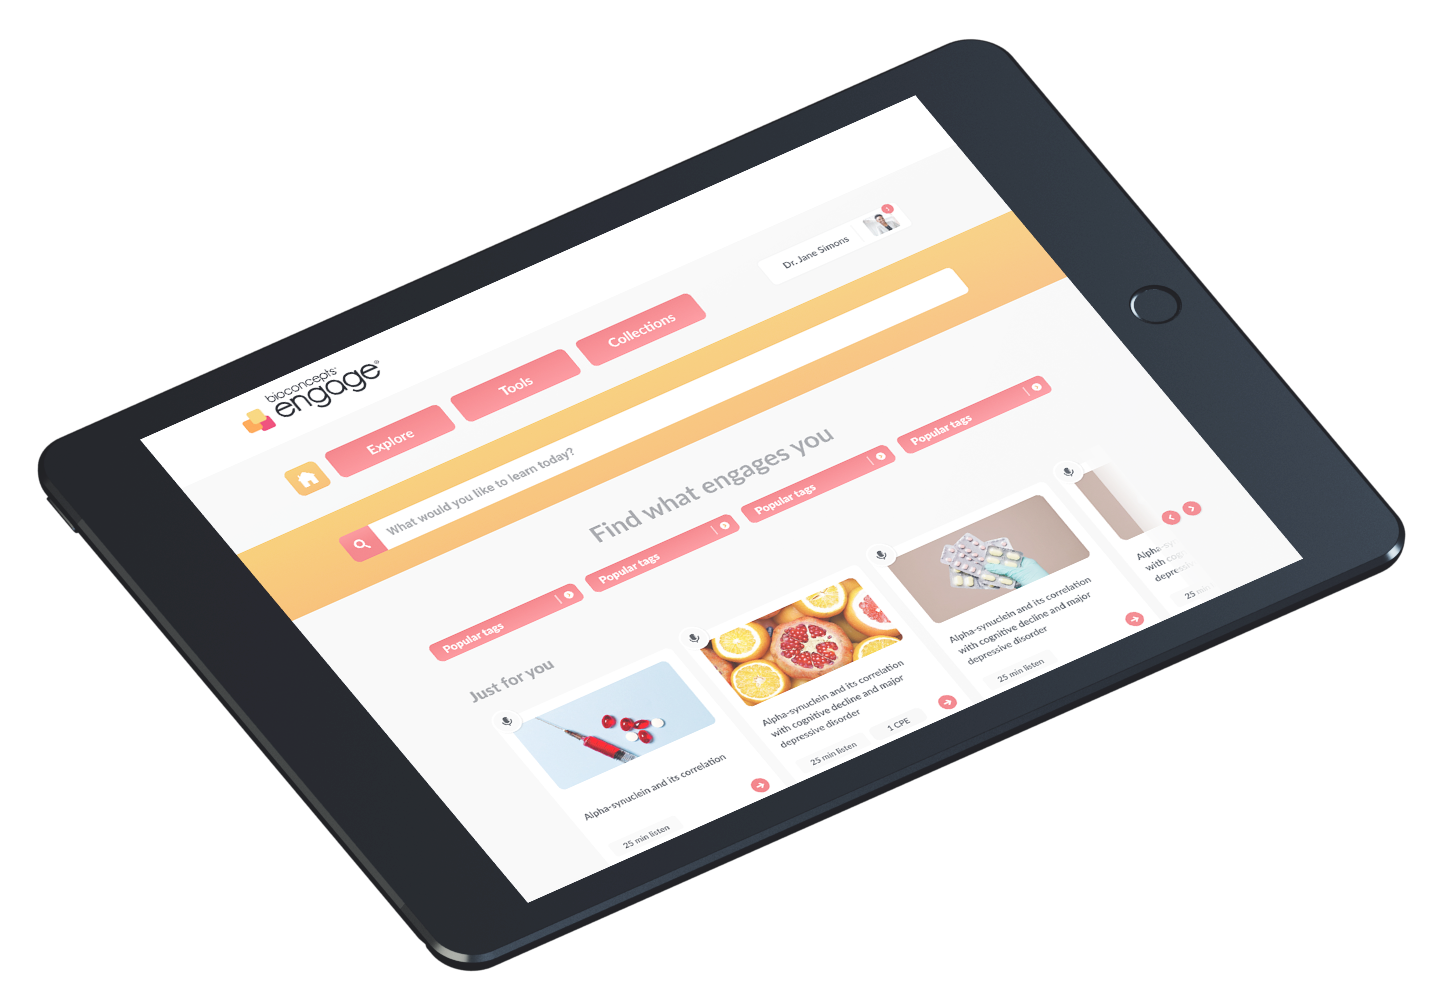 bioconcepts®
engage®
Dr. Jane Simons
Explore
Tools
Collections
What would you like to learn today?
Find what engages you
Popular tags
Popular tags
Popular tags
Popular tags
Just for you
Alpha-synuclein and its correlation
25 min listen
Alpha-synuclein and its correlation
with cognitive decline and major
depressive disorder
25 min listen
1 CPE
Alpha-synuclein and its correlation
with cognitive decline and major
depressive disorder
25 min listen
Alpha-sy
with cog
depressi
25 m